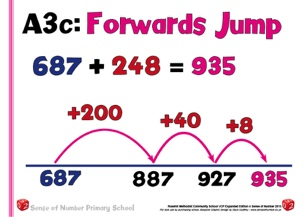 A3c: Forwards Jump
687 + 248 = 935
+200 +40 +8
687 887 927 935
Sense of Number Primary School